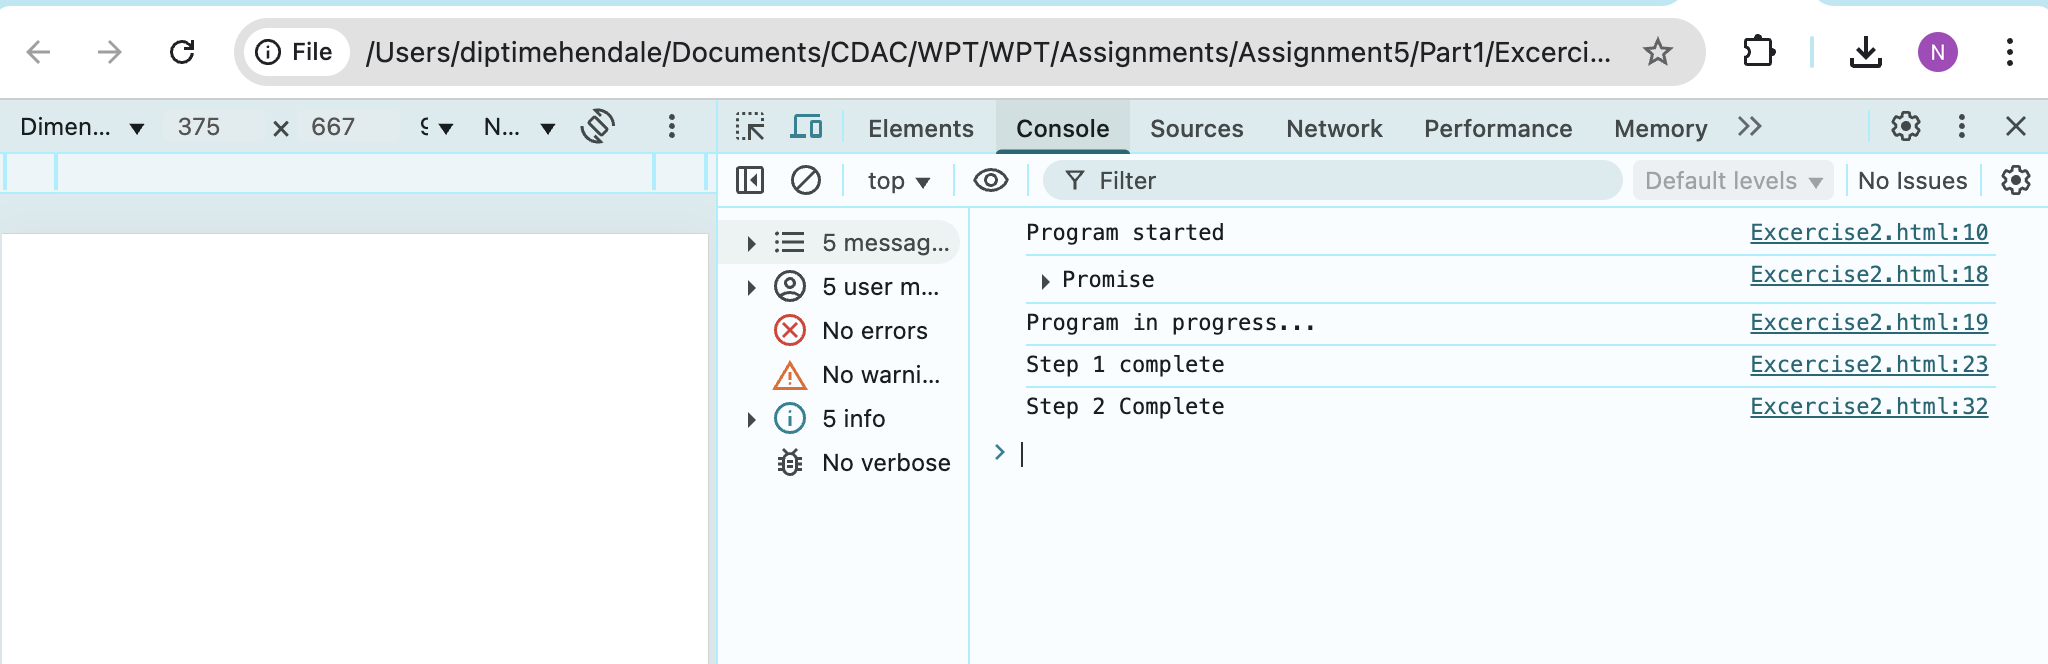 File /Users/diptimehendale/Documents/CDAC/WPT/WPT/Assignments/Assignment5/Part1/Excerci... N
Dimen... 375 × 667 N... Elements Console Sources Network Performance Memory
top Filter Default levels No Issues
5 messag...
5 user m...
No errors
No warni...
5 info
No verbose
Program started Excercise2.html:10
Promise Excercise2.html:18
Program in progress... Excercise2.html:19
Step 1 complete Excercise2.html:23
Step 2 Complete Excercise2.html:32